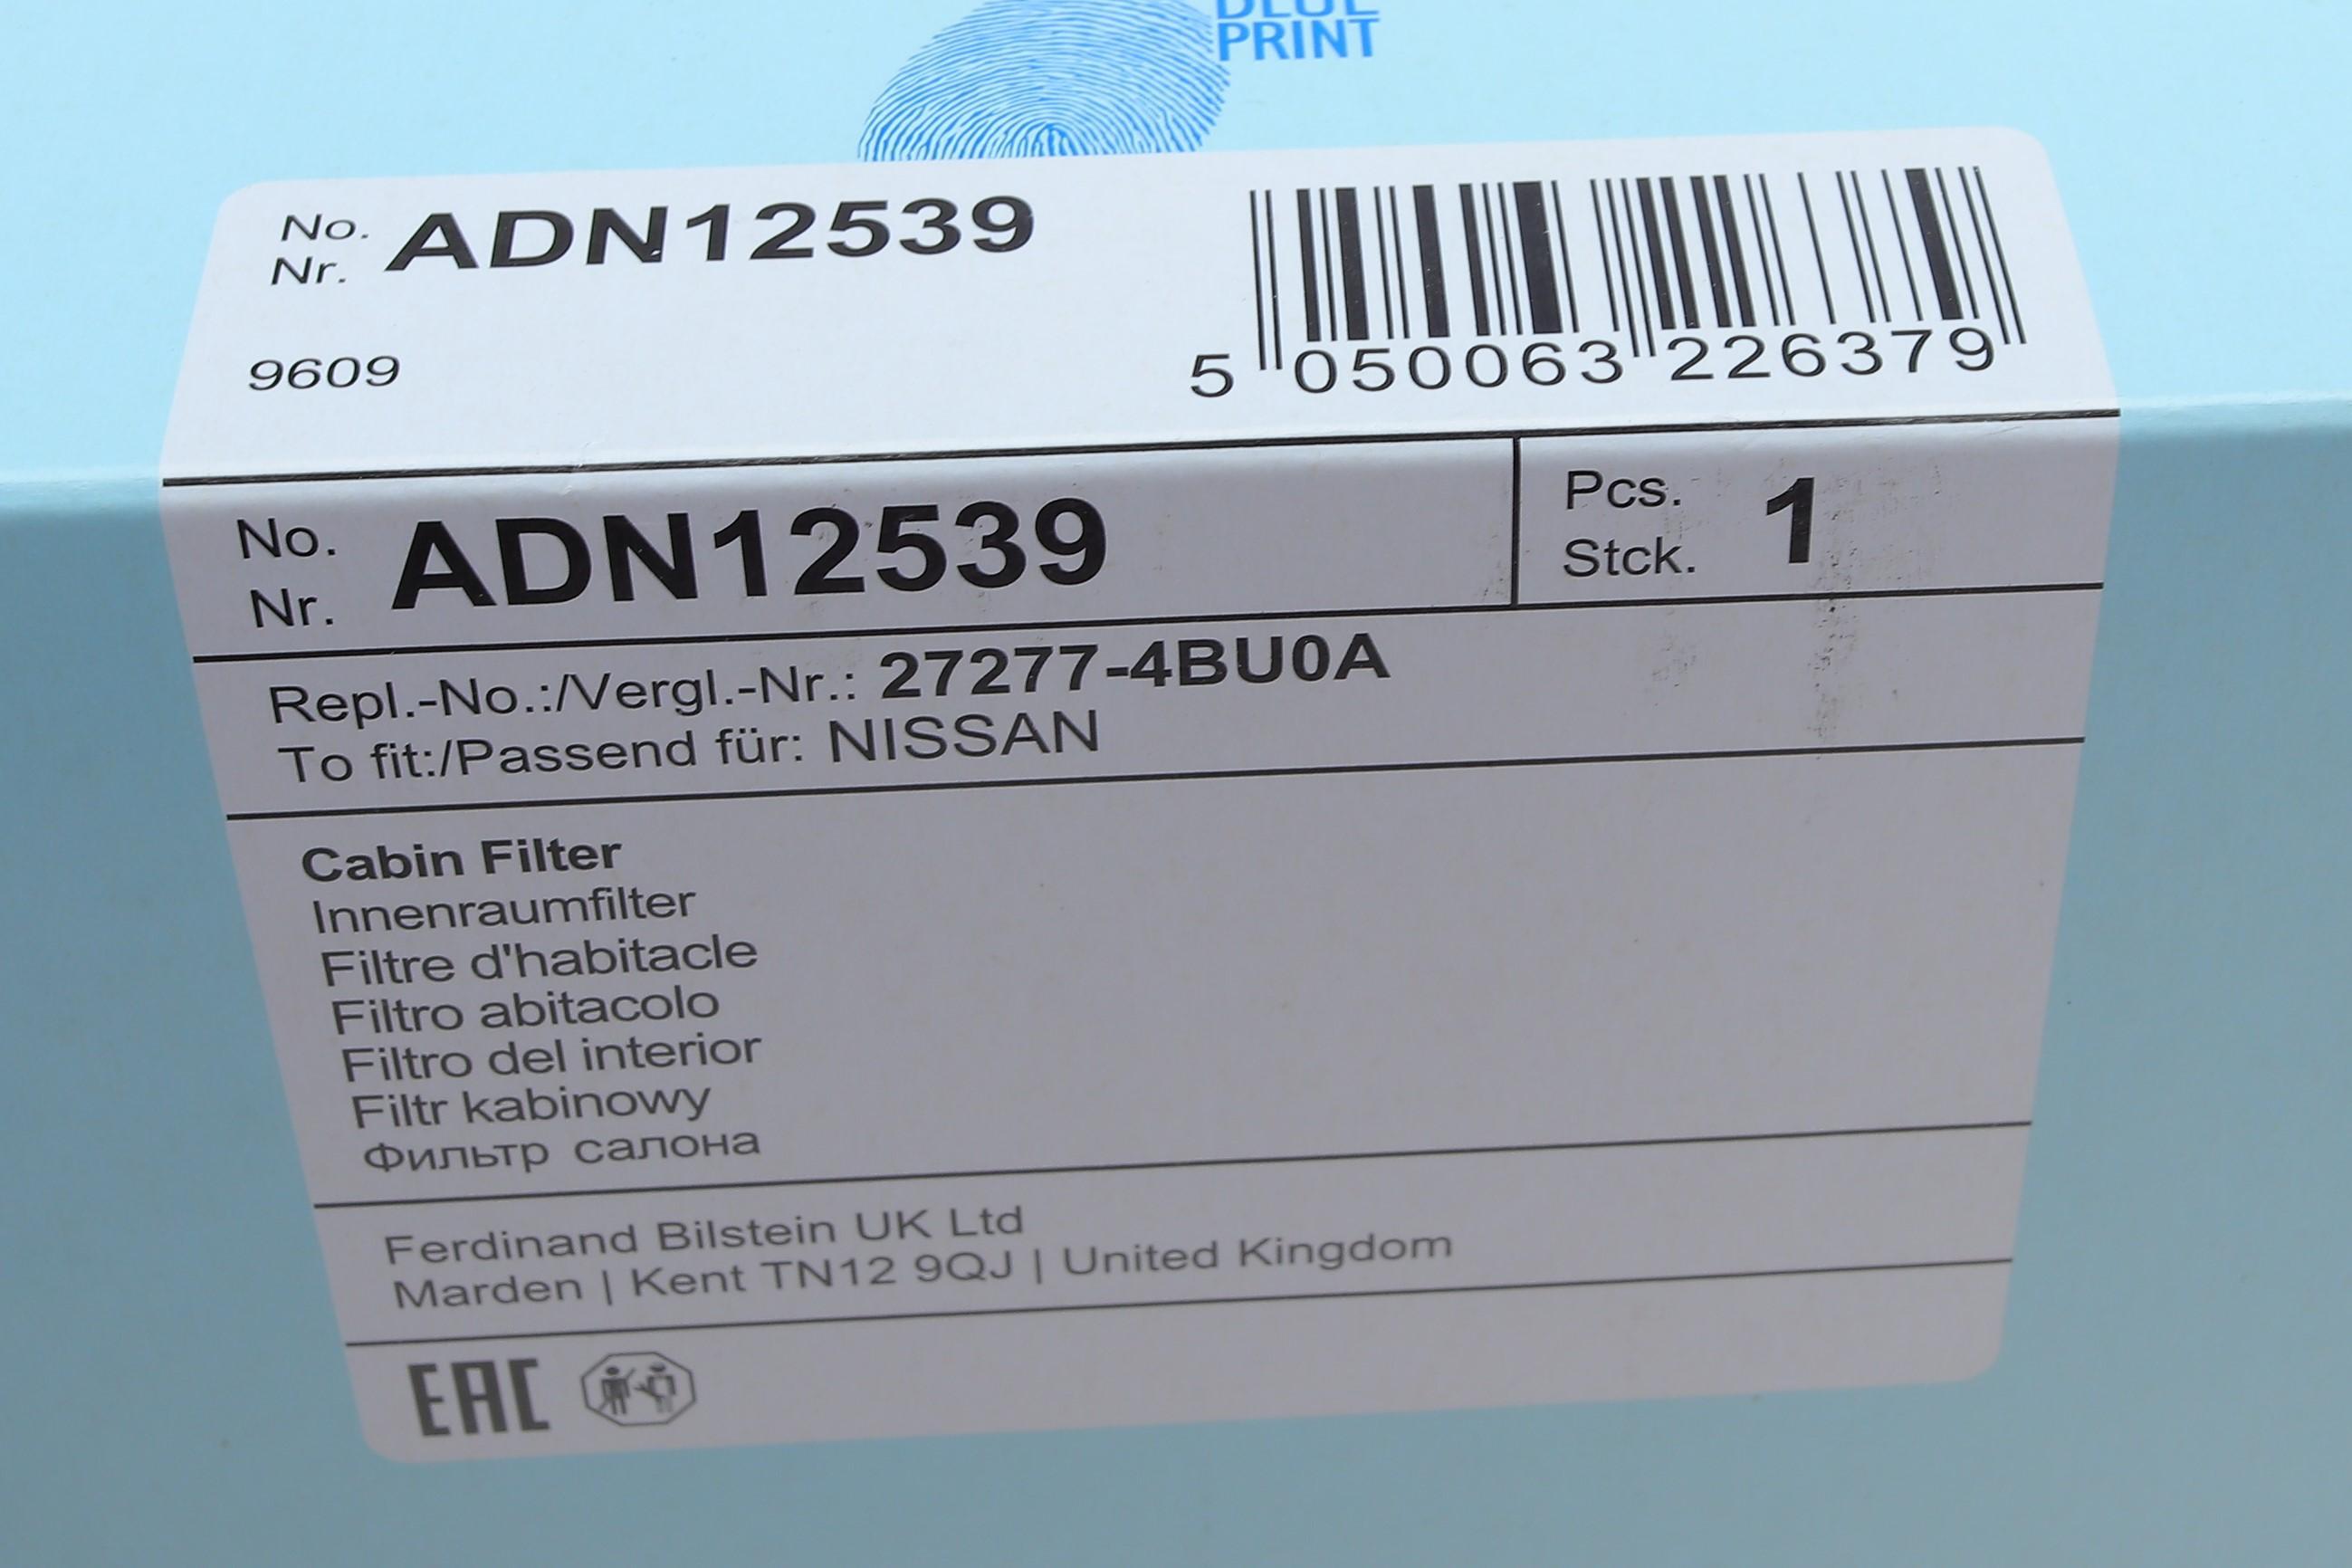 BLUE
PRINT
No.
Nr. ADN12539
9609
5 050063 226379
No.
Nr. ADN12539
Pcs.
Stck. 1
Repl.-No.:/Vergl.-Nr.: 27277-4BU0A
To fit:/Passend für: NISSAN
Cabin Filter
Innenraumfilter
Filtre d'habitacle
Filtro abitacolo
Filtro del interior
Filtr kabinowy
Фильтр салона
Ferdinand Bilstein UK Ltd
Marden | Kent TN12 9QJ | United Kingdom
EAC